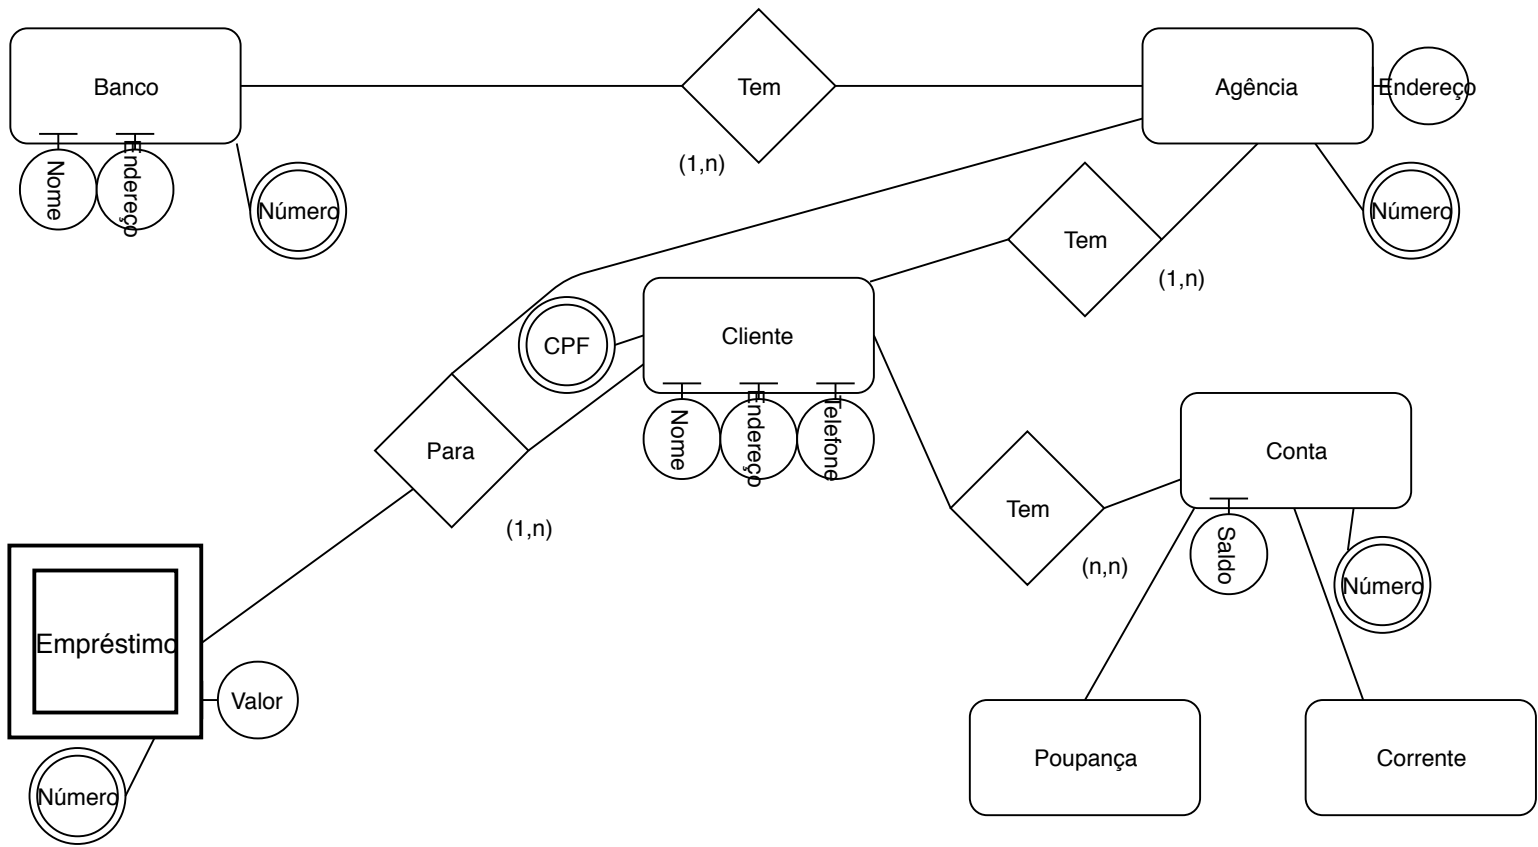 Banco
Tem
Agência
Endereço
Nome
Endereço
Número
(1,n)
Número
Tem
(1,n)
CPF
Cliente
Nome
Endereço
Telefone
Para
(1,n)
Tem
(n,n)
Conta
Saldo
Número
Empréstimo
Valor
Número
Poupança
Corrente